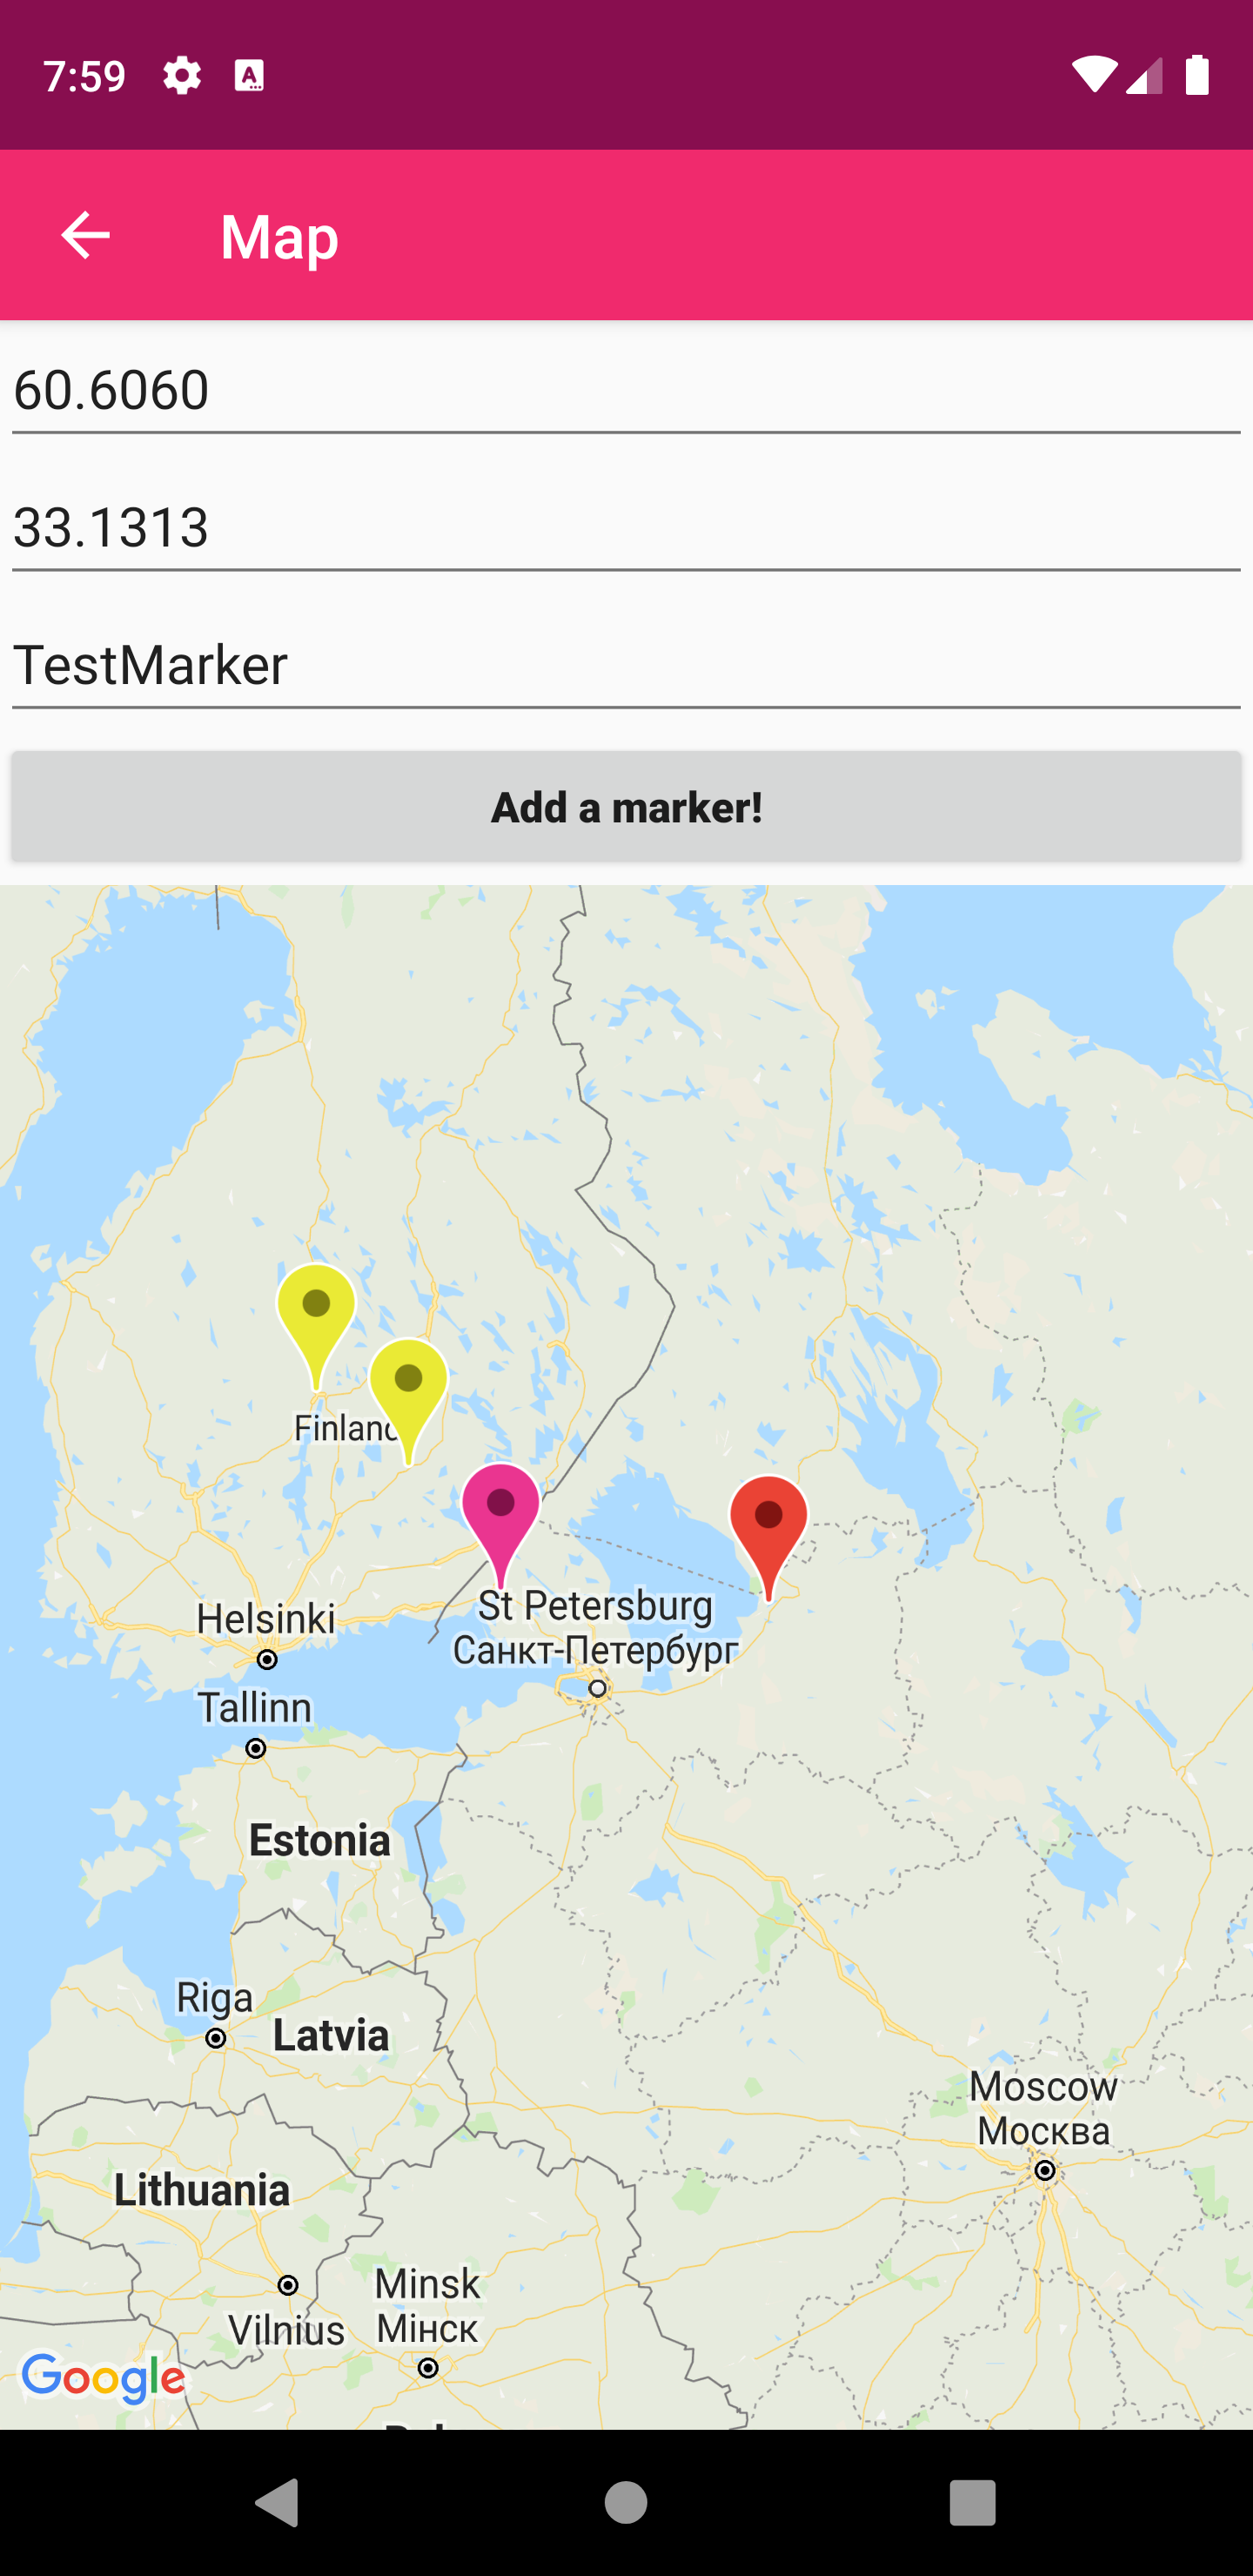 7:59
Map
60.6060
33.1313
TestMarker
Add a marker!
Helsinki
St Petersburg
Санкт-Петербург
Tallinn
Estonia
Riga
Latvia
Moscow
Москва
Lithuania
Minsk
Мінск
Vilnius
Google